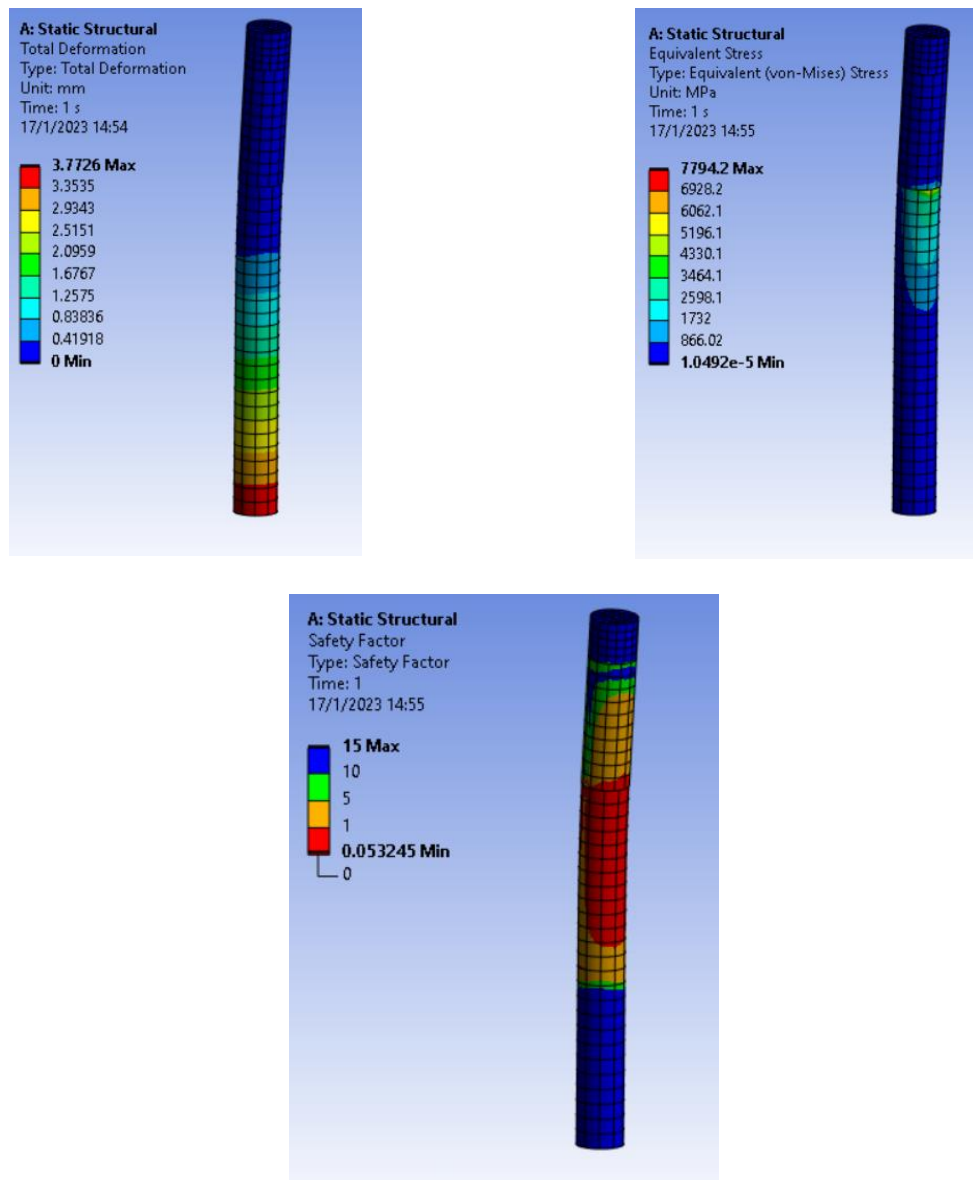 A: Static Structural
Total Deformation
Type: Total Deformation
Unit: mm
Time: 1 s
17/1/2023 14:54
3.7726 Max
3.3535
2.9343
2.5151
2.0959
1.6767
1.2575
0.83836
0.41918
0 Min
A: Static Structural
Equivalent Stress
Type: Equivalent (von-Mises) Stress
Unit: MPa
Time: 1 s
17/1/2023 14:55
7794.2 Max
6928.2
6062.1
5196.1
4330.1
3464.1
2598.1
1732
866.02
1.0492e-5 Min
A: Static Structural
Safety Factor
Type: Safety Factor
Time: 1
17/1/2023 14:55
15 Max
10
5
1
0.053245 Min
0